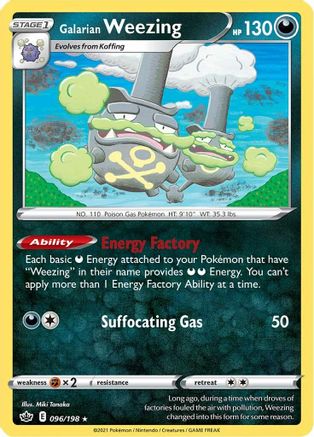 STAGE 1
Galarian Weezing
HP 130
Evolves from Koffing
NO. 110 Poison Gas Pokémon HT: 9'10" WT: 35.3 lbs
Ability Energy Factory
Each basic Energy attached to your Pokémon that have
"Weezing" in their name provides Energy. You can't
apply more than 1 Energy Factory Ability at a time.
Suffocating Gas 50
weakness ×2 resistance retreat
Illus. Miki Tanaka
E 096/198 ★
Long ago, during a time when droves of
factories fouled the air with pollution, Weezing
changed into this form for some reason.
©2021 Pokémon / Nintendo / Creatures / GAME FREAK